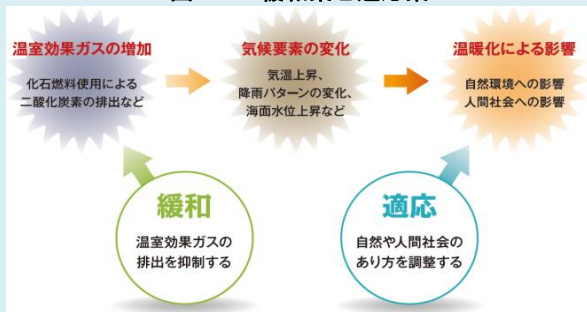 温室効果ガスの増加
化石燃料使用による
二酸化炭素の排出など
気候要素の変化
気温上昇、
降雨パターンの変化、
海面水位上昇など
温暖化による影響
自然環境への影響
人間社会への影響
緩和
温室効果ガスの
排出を抑制する
適応
自然や人間社会の
あり方を調整する